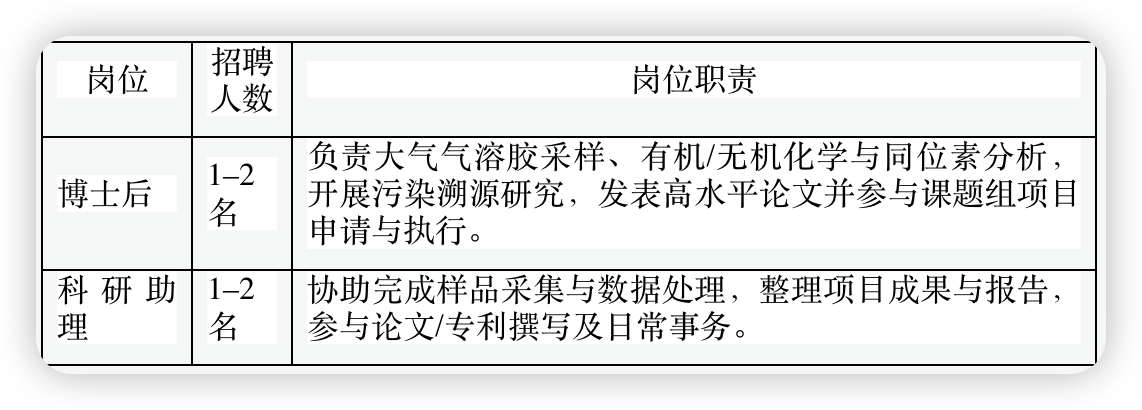 岗位
招聘
人数
岗位职责
博士后
1–2
名
负责大气气溶胶采样、有机/无机化学与同位素分析，
开展污染溯源研究，发表高水平论文并参与课题组项目
申请与执行。
科研助
理
1–2
名
协助完成样品采集与数据处理，整理项目成果与报告，
参与论文/专利撰写及日常事务。